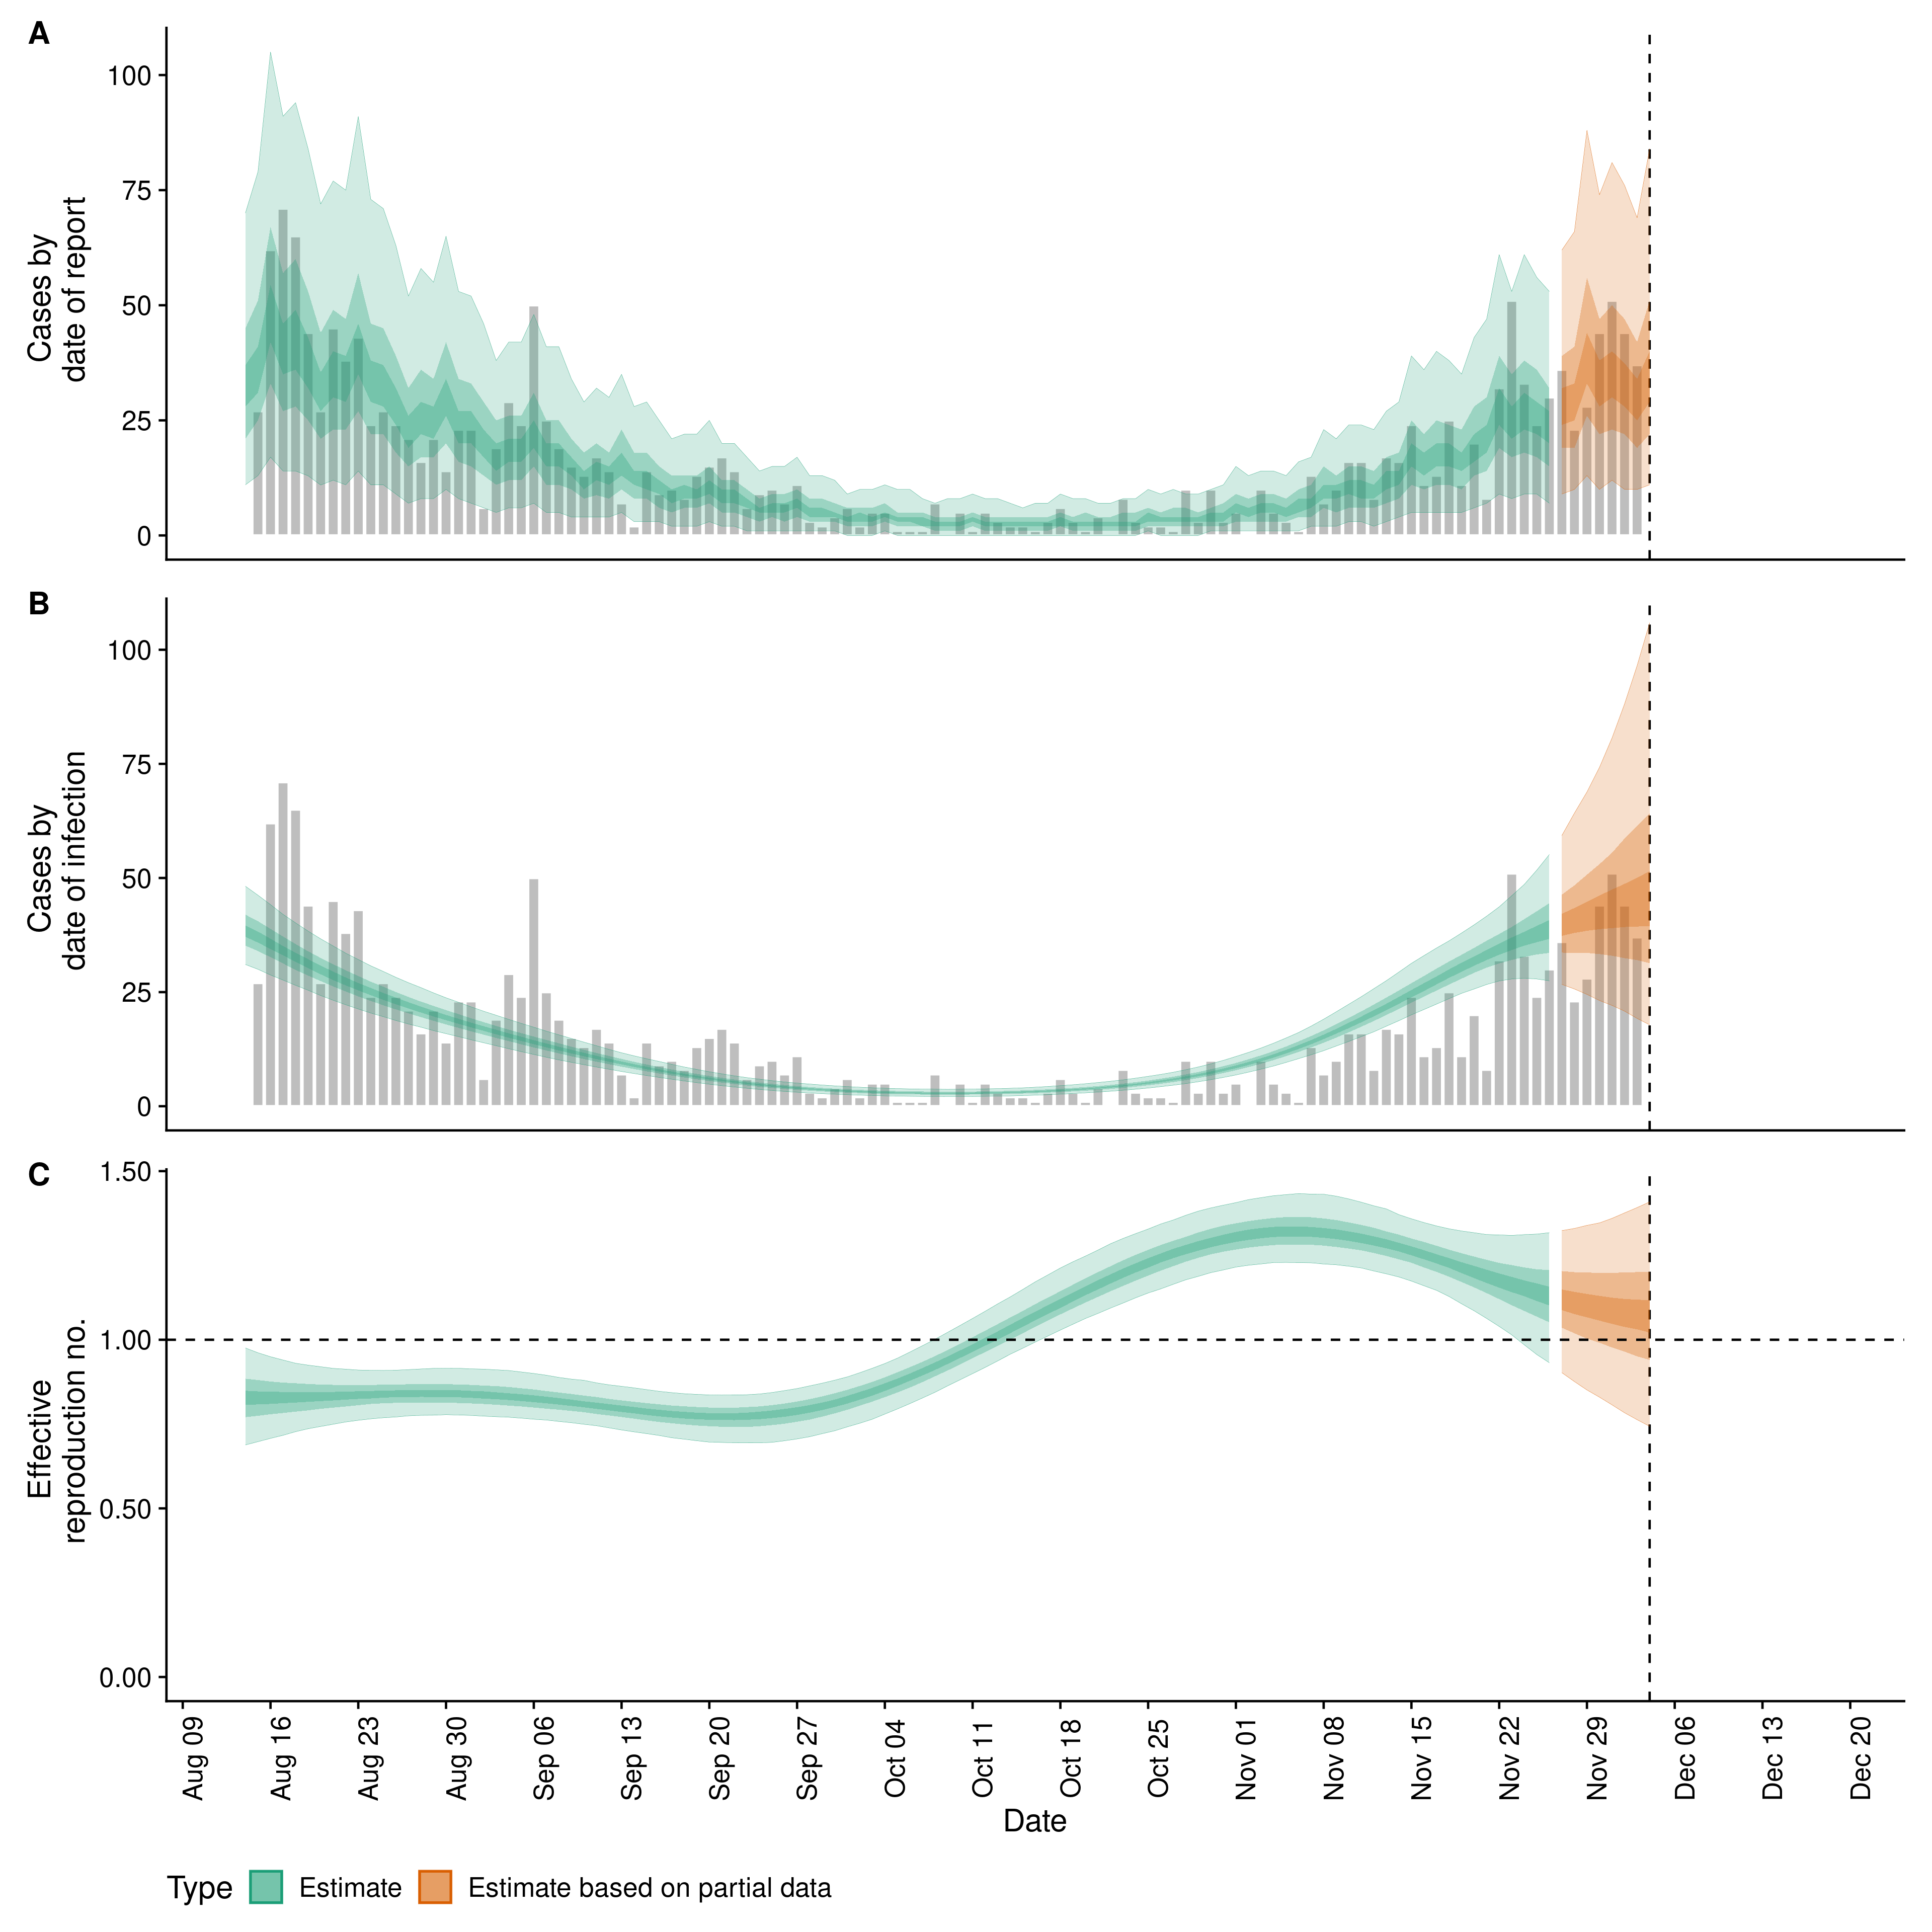 A
100
75
50
25
0
Cases by
date of report
B
100
75
50
25
0
Cases by
date of infection
C
1.50
1.00
0.50
0.00
Effective
reproduction no.
Aug 09
Aug 16
Aug 23
Aug 30
Sep 06
Sep 13
Sep 20
Sep 27
Oct 04
Oct 11
Oct 18
Oct 25
Nov 01
Nov 08
Nov 15
Nov 22
Nov 29
Dec 06
Dec 13
Dec 20
Date
Type Estimate Estimate based on partial data